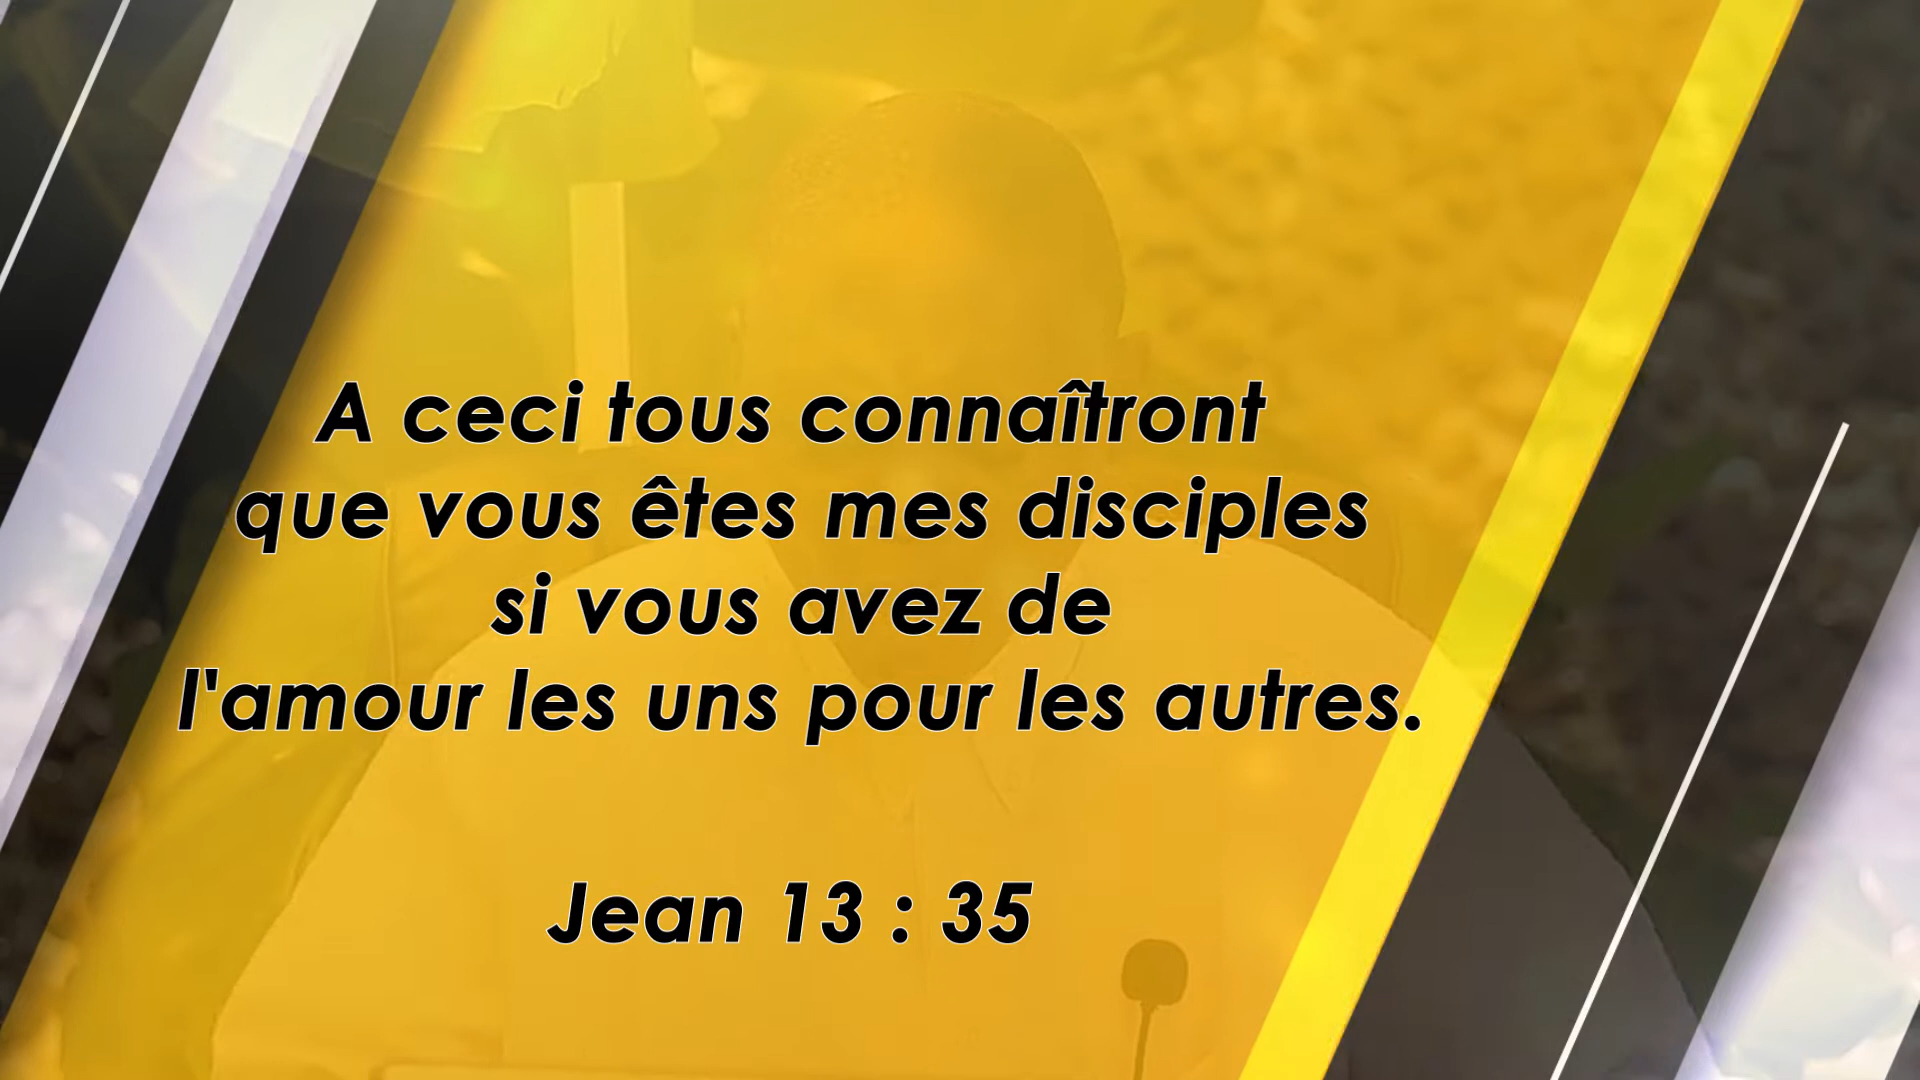 A ceci tous connaîtront
que vous êtes mes disciples
si vous avez de
l'amour les uns pour les autres.
Jean 13 : 35